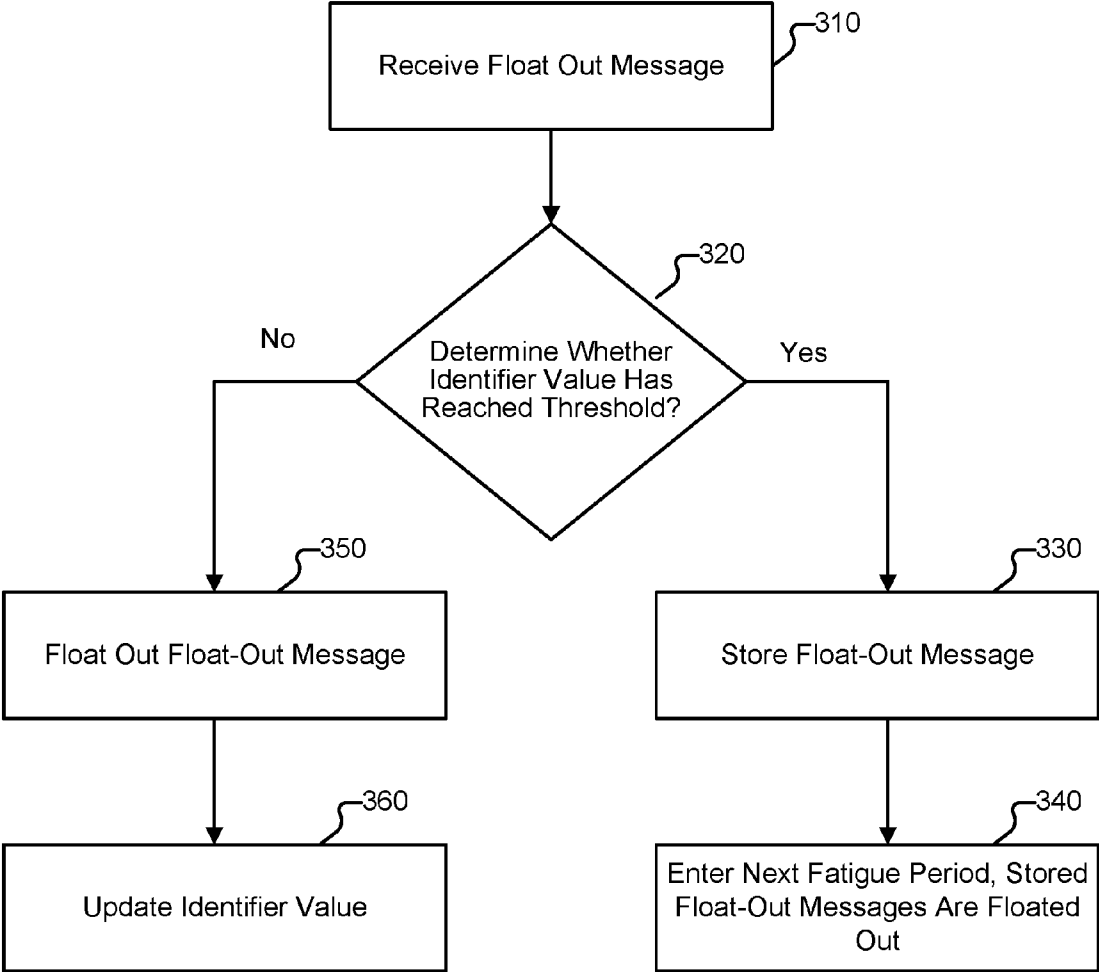 310
Receive Float Out Message
320
No
Yes
Determine Whether
Identifier Value Has
Reached Threshold?
350
330
Float Out Float-Out Message
Store Float-Out Message
360
340
Update Identifier Value
Enter Next Fatigue Period, Stored
Float-Out Messages Are Floated
Out